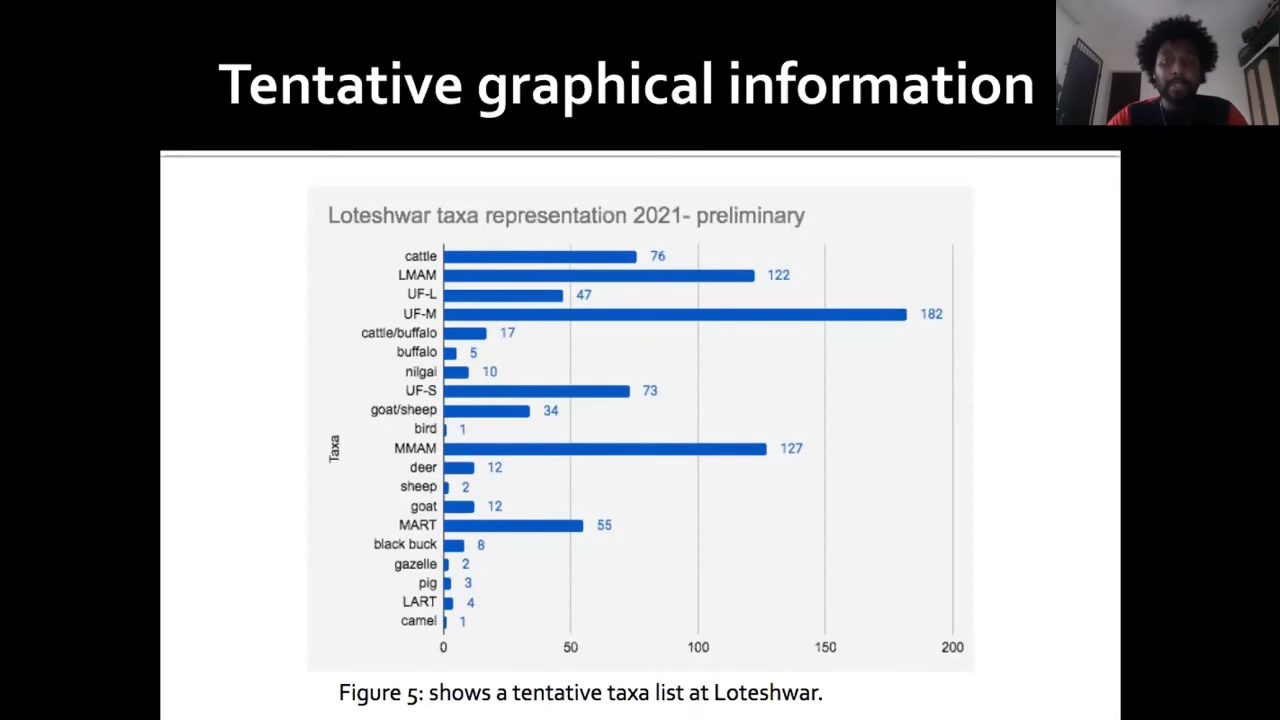 Tentative graphical information
Loteshwar taxa representation 2021- preliminary
cattle 76
LMAM 122
UF-L 47
UF-M 182
cattle/buffalo 17
buffalo 5
nilgai 10
UF-S 73
goat/sheep 34
bird 1
MMAM 127
deer 12
sheep 2
goat 12
MART 55
black buck 8
gazelle 2
pig 3
LART 4
camel 1
Taxa
0 50 100 150 200
Figure 5: shows a tentative taxa list at Loteshwar.